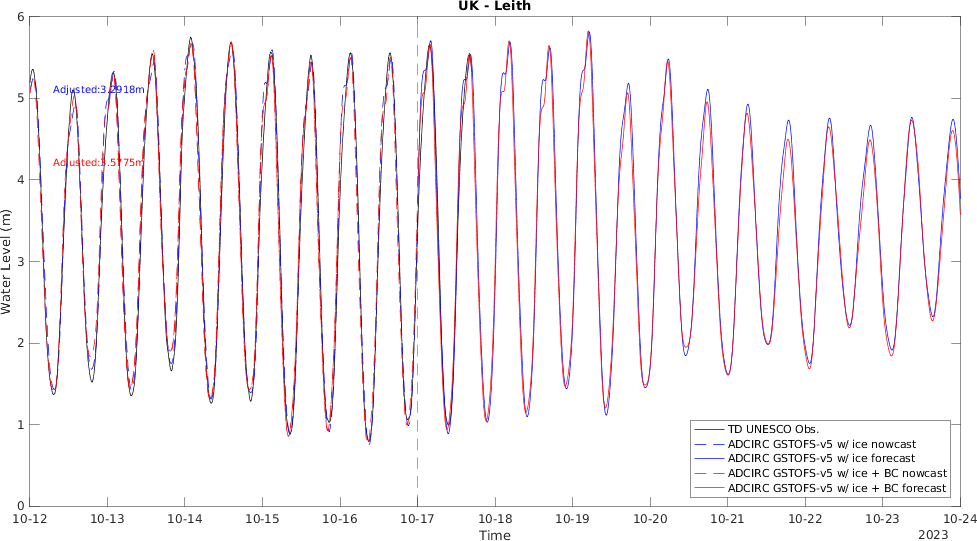 UK - Leith
6
5
4
3
2
1
0
Water Level (m)
Adjusted:3.2918m
Adjusted:3.5775m
TD UNESCO Obs.
ADCIRC GSTOFS-v5 w/ ice nowcast
ADCIRC GSTOFS-v5 w/ ice forecast
ADCIRC GSTOFS-v5 w/ ice + BC nowcast
ADCIRC GSTOFS-v5 w/ ice + BC forecast
10-12 10-13 10-14 10-15 10-16 10-17 10-18 10-19 10-20 10-21 10-22 10-23 10-24
Time
2023